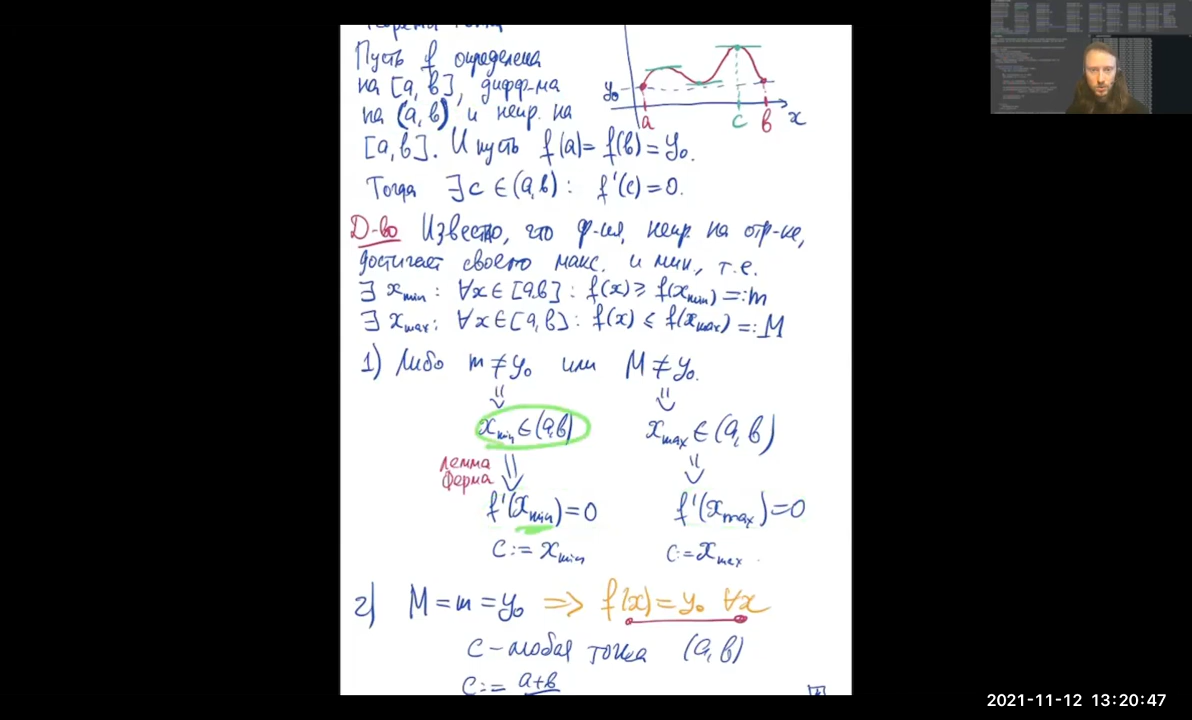 Теорема Ролля
Пусть f определена
на [a, b], дифф-ма
на (a, b) и непр. на
[a, b]. И пусть f(a)= f(b) = y₀.
Тогда ∃ c ∈ (a, b) : f'(c) = 0.
y₀
a
c
b
x
Д-во Известно, что ф-ия, непр. на отр-ке,
достигает своего макс. и мин., т.е.
∃ x_min : ∀x ∈ [a,b] : f(x) ≥ f(x_min) =: m
∃ x_max : ∀x ∈ [a, b] : f(x) ≤ f(x_max) =: M
1) Либо m ≠ y₀ или M ≠ y₀.
⇓ ⇓
x_min ∈ (a,b) x_max ∈ (a, b)
лемма
Ферма
⇓ ⇓
f'(x_min) = 0 f'(x_max) = 0
c := x_min c := x_max
2) M = m = y₀ ⇒ f(x) = y₀ ∀x
c – любая точка (a, b)
c := a+b
2021-11-12 13:20:47